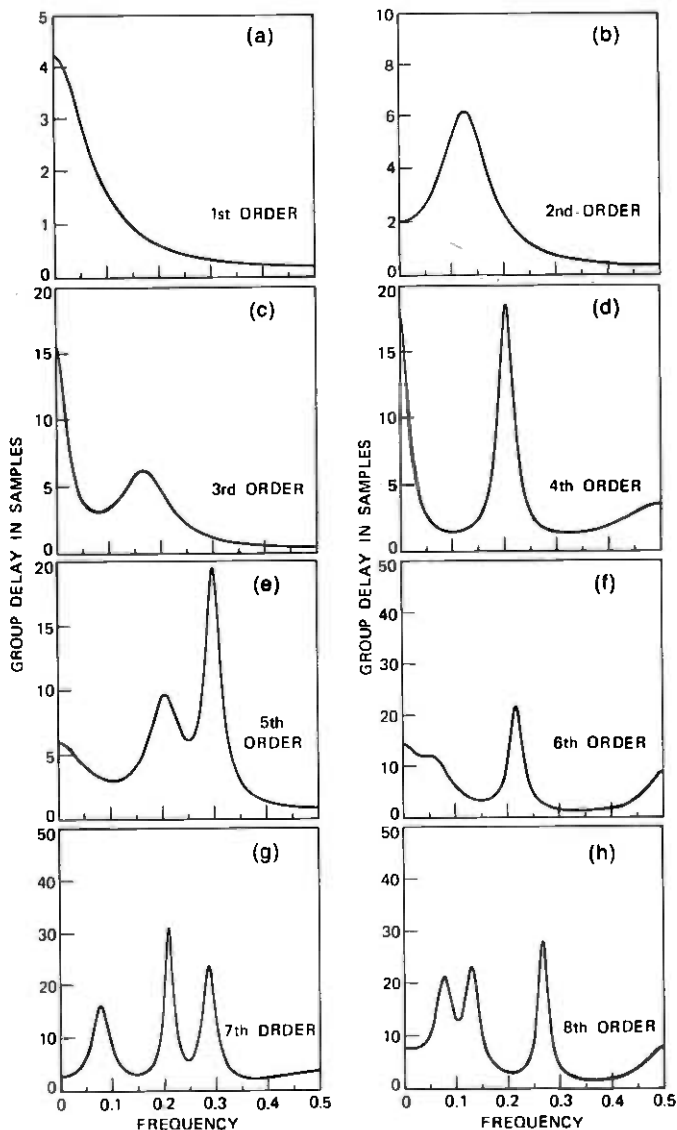 5
4
3
2
1
0
(a)
1st ORDER
10
8
6
4
2
0
(b)
2nd-ORDER
20
15
10
5
0
(c)
3rd ORDER
20
15
10
5
0
(d)
4th ORDER
GROUP DELAY IN SAMPLES
GROUP DELAY IN SAMPLES
20
15
10
5
0
(e)
5th
ORDER
50
40
30
20
10
0
(f)
6th ORDER
50
40
30
20
10
0
(g)
7th DRDER
0 0.1 0.2 0.3 0.4 0.5
FREQUENCY
50
40
30
20
10
0
(h)
8th ORDER
0 0.1 0.2 0.3 0.4 0.5
FREQUENCY